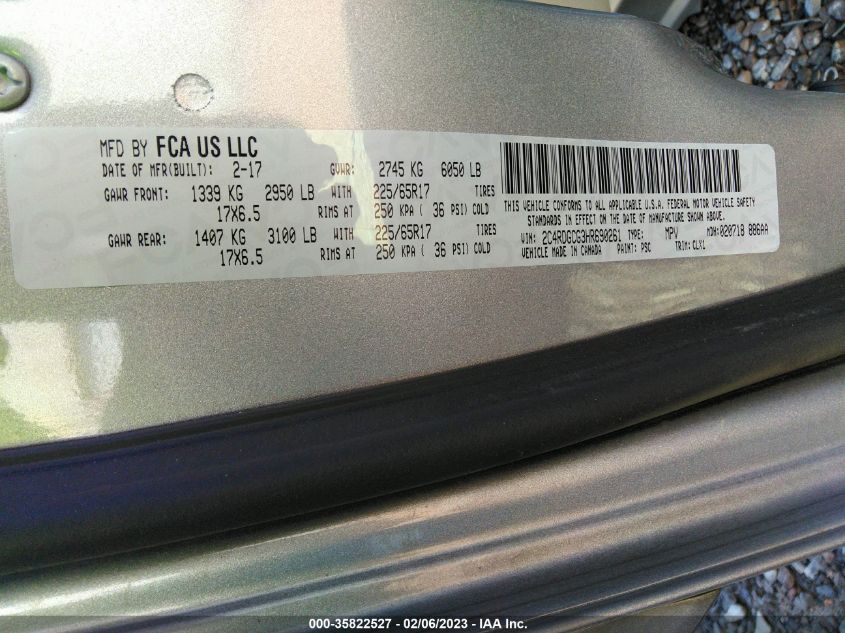 MFD BY FCA US LLC
DATE OF MFR(BUILT): 2-17 GVWR: 2745 KG 6050 LB
GAWR FRONT: 1339 KG 2950 LB WITH 225/65R17 TIRES
17X6.5 RIMS AT 250 KPA ( 36 PSI) COLD
GAWR REAR: 1407 KG 3100 LB WITH 225/65R17 TIRES
17X6.5 RIMS AT 250 KPA ( 36 PSI) COLD
THIS VEHICLE CONFORMS TO ALL APPLICABLE U.S.A. FEDERAL MOTOR VEHICLE SAFETY
STANDARDS IN EFFECT ON THE DATE OF MANUFACTURE SHOWN ABOVE.
VIN: 2C4RDGCG3HR690261 TYPE: MPV MDH: 020718 886AA
VEHICLE MADE IN CANADA PAINT: PSC TRIM:
000-35822527 - 02/06/2023 - IAA Inc.